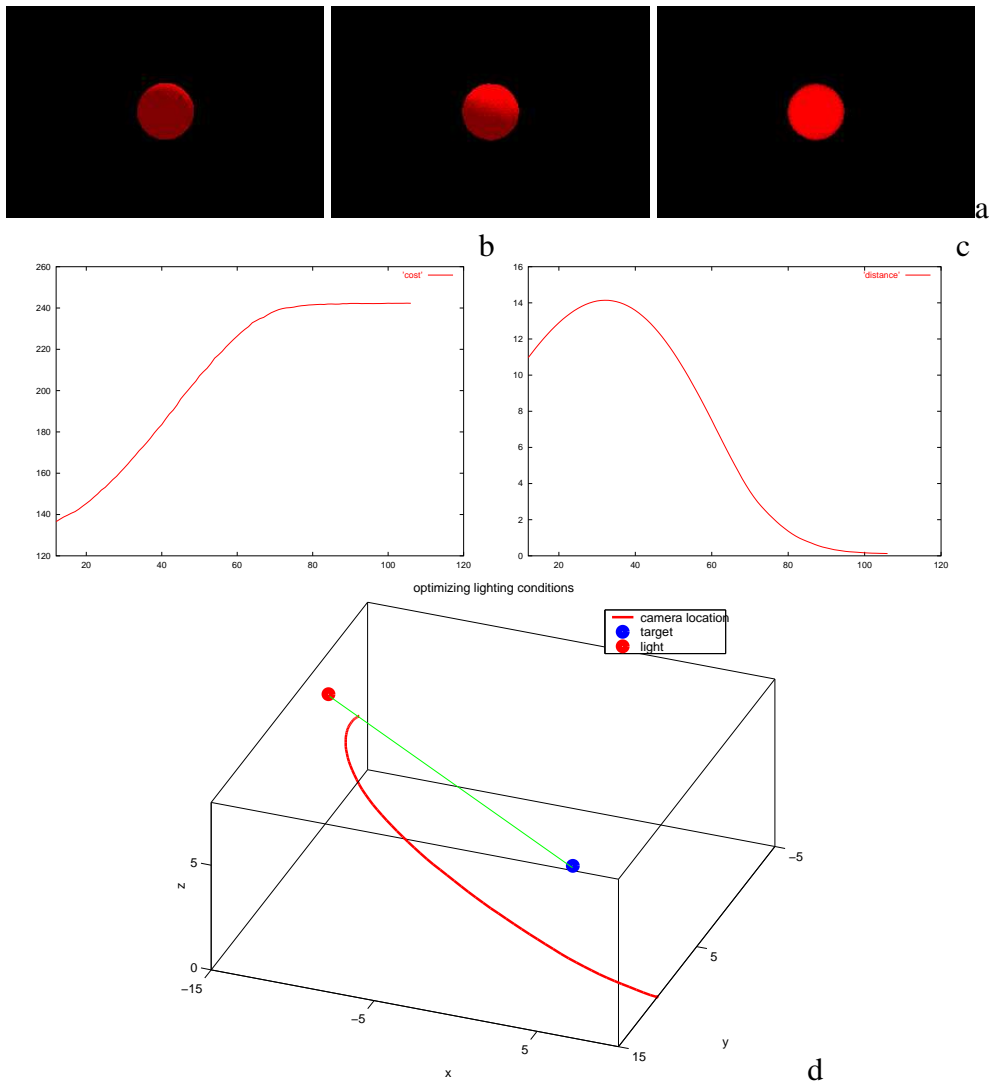 a
b
c
260
240
220
200
180
160
140
120
20
40
60
80
100
120
'cost'
16
14
12
10
8
6
4
2
0
20
40
60
80
100
120
'distance'
optimizing lighting conditions
camera location
target
light
5
0
z
−15
−5
5
x
15
5
−5
y
d